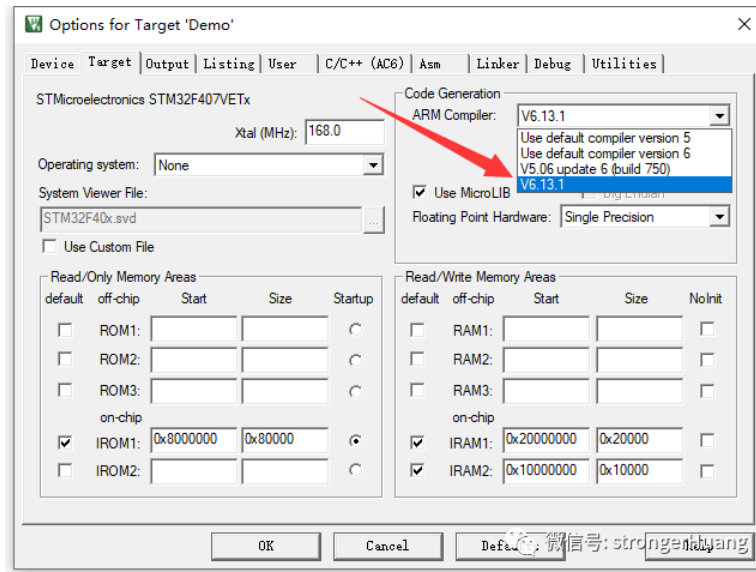 Options for Target 'Demo'
Device Target Output Listing User C/C++ (AC6) Asm Linker Debug Utilities
STMicroelectronics STM32F407VETx
Xtal (MHz): 168.0
Operating system: None
System Viewer File:
STM32F40x.svd ...
Use Custom File
Code Generation
ARM Compiler: V6.13.1
Use default compiler version 5
Use default compiler version 6
V5.06 update 6 (build 750)
V6.13.1
Use MicroLIB Big Endian
Floating Point Hardware: Single Precision
Read/Only Memory Areas
default off-chip Start Size Startup
ROM1:
ROM2:
ROM3:
on-chip
IROM1: 0x8000000 0x80000
IROM2:
Read/Write Memory Areas
default off-chip Start Size NoInit
RAM1:
RAM2:
RAM3:
on-chip
IRAM1: 0x20000000 0x20000
IRAM2: 0x10000000 0x10000
OK Cancel Help
微信号: strongerHuang